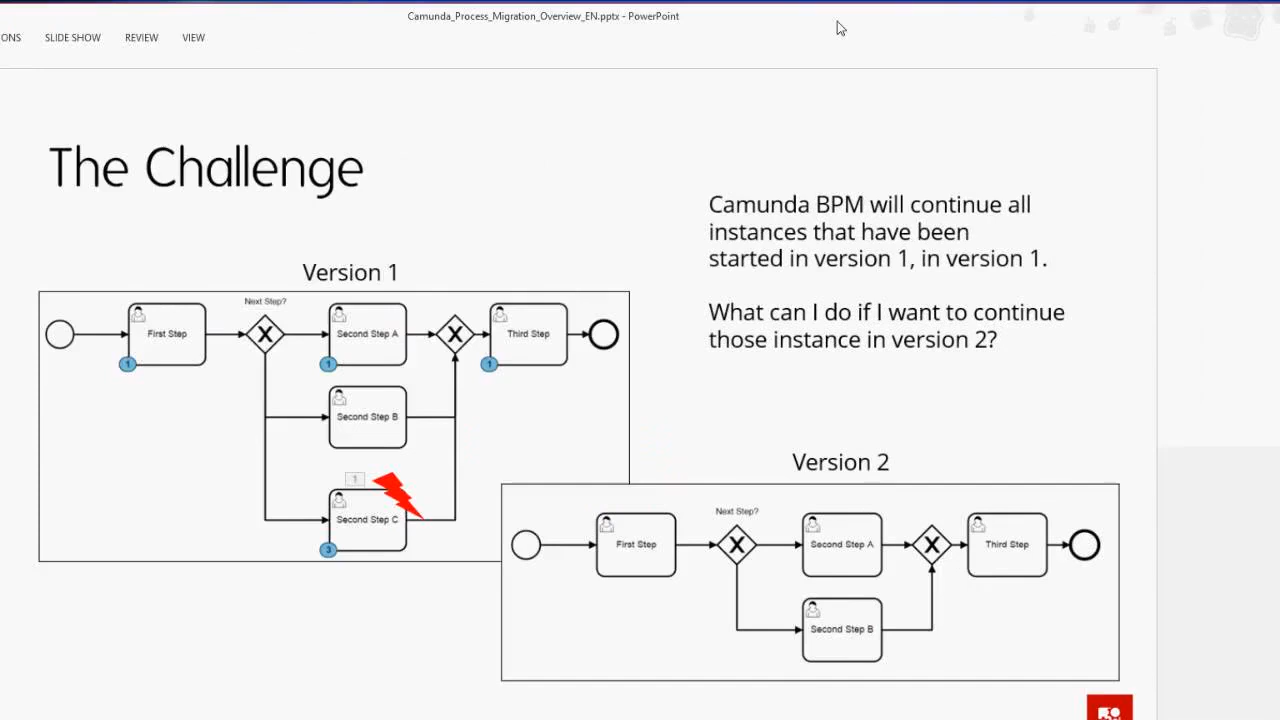 Camunda_Process_Migration_Overview_EN.pptx - PowerPoint
ONS SLIDE SHOW REVIEW VIEW
The Challenge
Camunda BPM will continue all
instances that have been
started in version 1, in version 1.
What can I do if I want to continue
those instance in version 2?
Version 1
Next Step?
First Step
X
Second Step A
X
Third Step
1
1
1
Second Step B
1
Second Step C
3
Version 2
Next Step?
First Step
X
Second Step A
X
Third Step
Second Step B